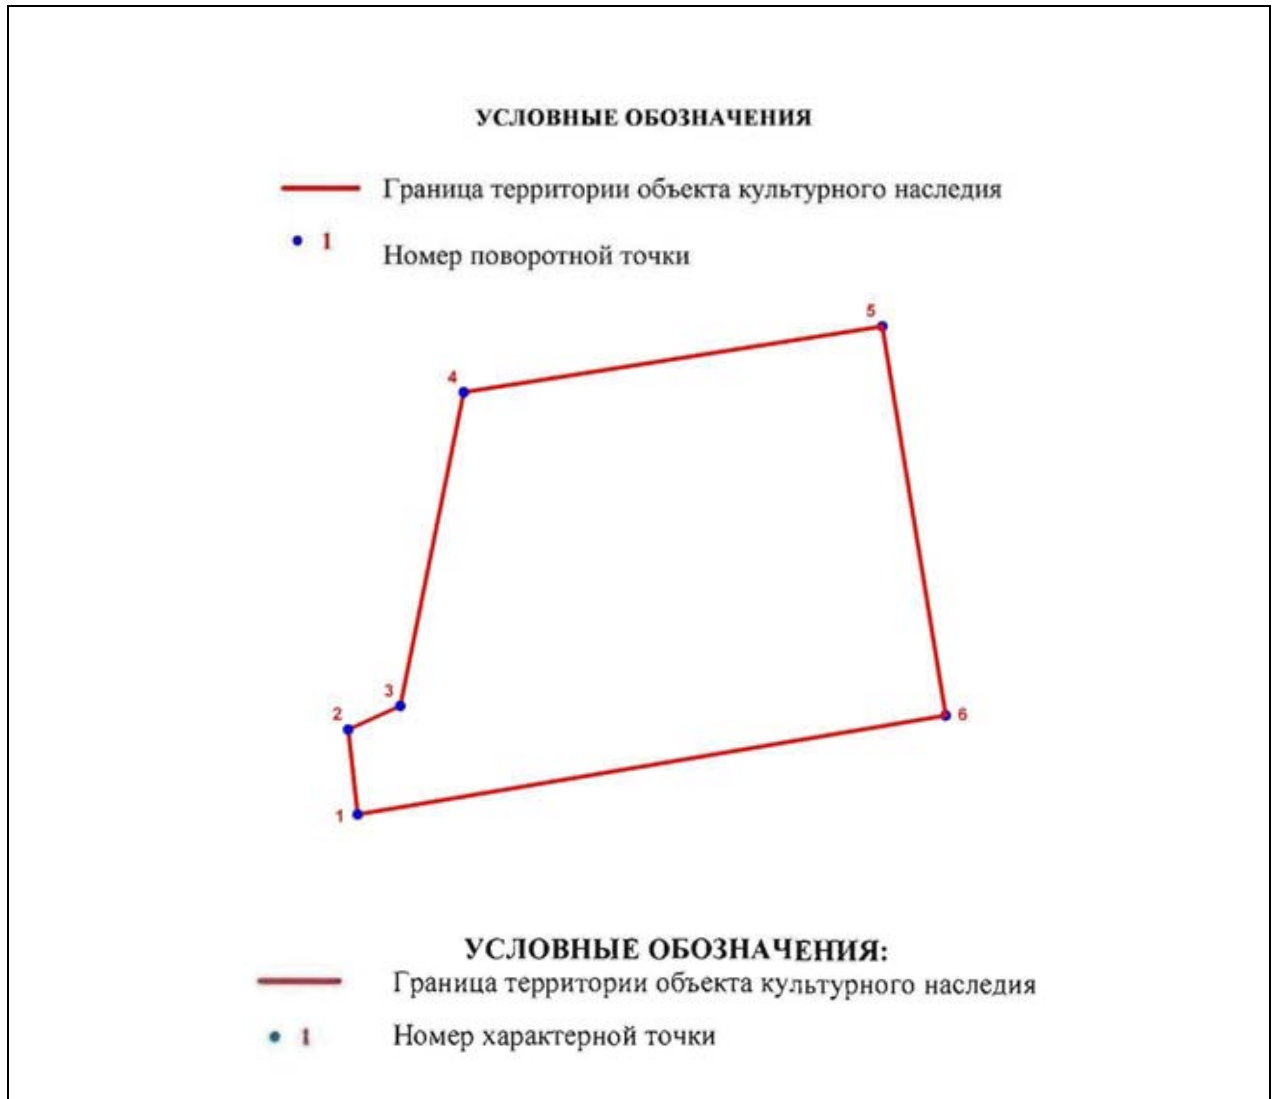 УСЛОВНЫЕ ОБОЗНАЧЕНИЯ
Граница территории объекта культурного наследия
1
Номер поворотной точки
5
4
3
2
6
1
УСЛОВНЫЕ ОБОЗНАЧЕНИЯ:
Граница территории объекта культурного наследия
1 Номер характерной точки